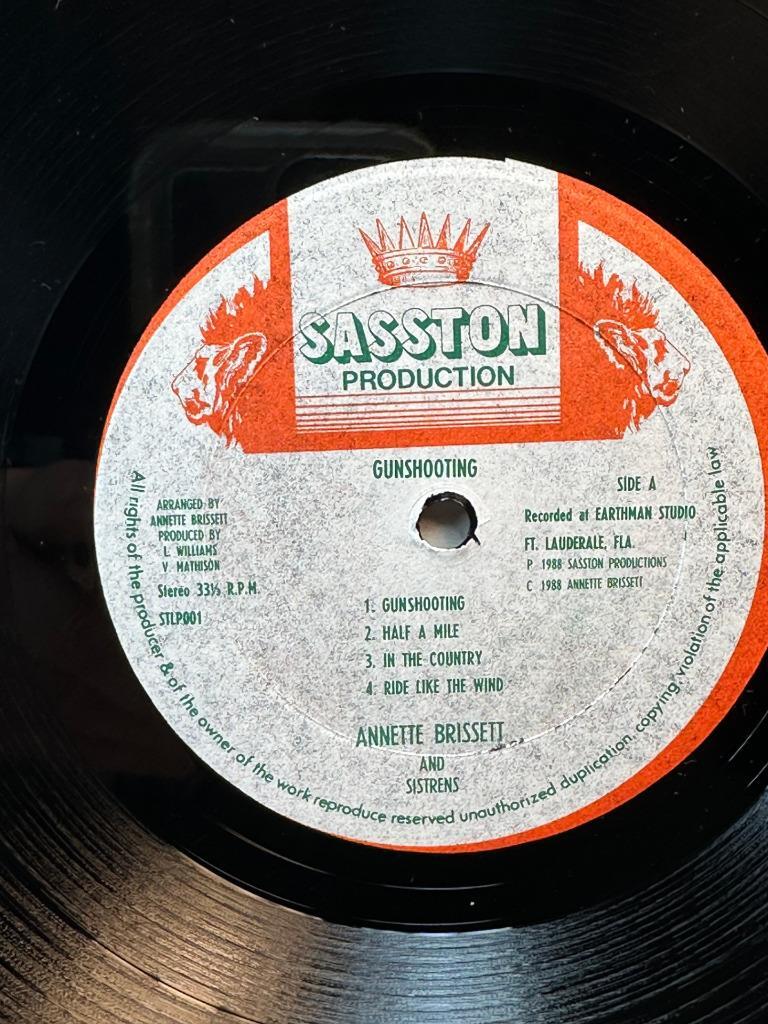 SASSTON
PRODUCTION
GUNSHOOTING
SIDE A
ARRANGED BY
ANNETTE BRISSETT
PRODUCED BY
L. WILLIAMS
V. MATHISON
Stereo 33⅓ R.P.M.
STLP001
Recorded at EARTHMAN STUDIO
FT. LAUDERALE, FLA.
P 1988 SASSTON PRODUCTIONS
C 1988 ANNETTE BRISSETT
1. GUNSHOOTING
2. HALF A MILE
3. IN THE COUNTRY
4. RIDE LIKE THE WIND
ANNETTE BRISSETT
AND
SISTRENS
All rights of the producer & of the owner of the work reproduce reserved unauthorized duplication, copying, violation of the applicable law